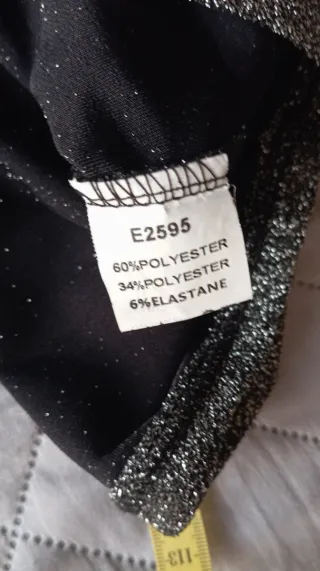 E2595
60%POLYESTER
34%POLYESTER
6%ELASTANE
113